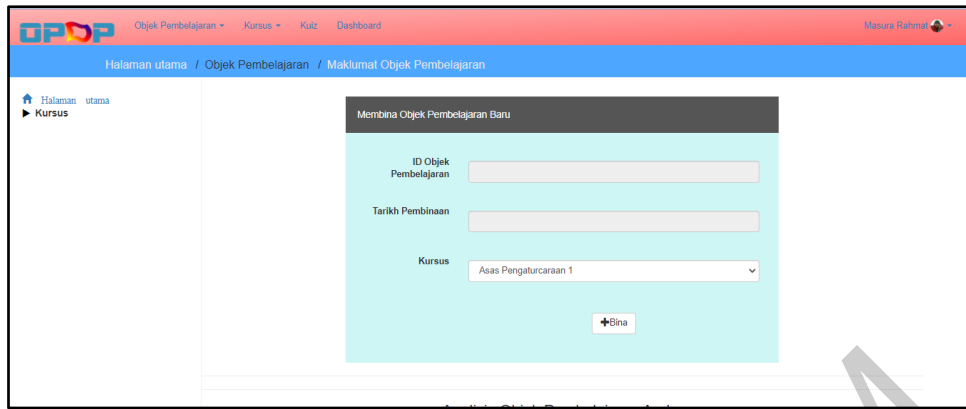 OPOP Objek Pembelajaran Kursus Kuiz Dashboard Masura Rahmat
Halaman utama / Objek Pembelajaran / Maklumat Objek Pembelajaran
Halaman utama
Kursus
Membina Objek Pembelajaran Baru
ID Objek
Pembelajaran
Tarikh Pembinaan
Kursus
Asas Pengaturcaraan 1
+Bina